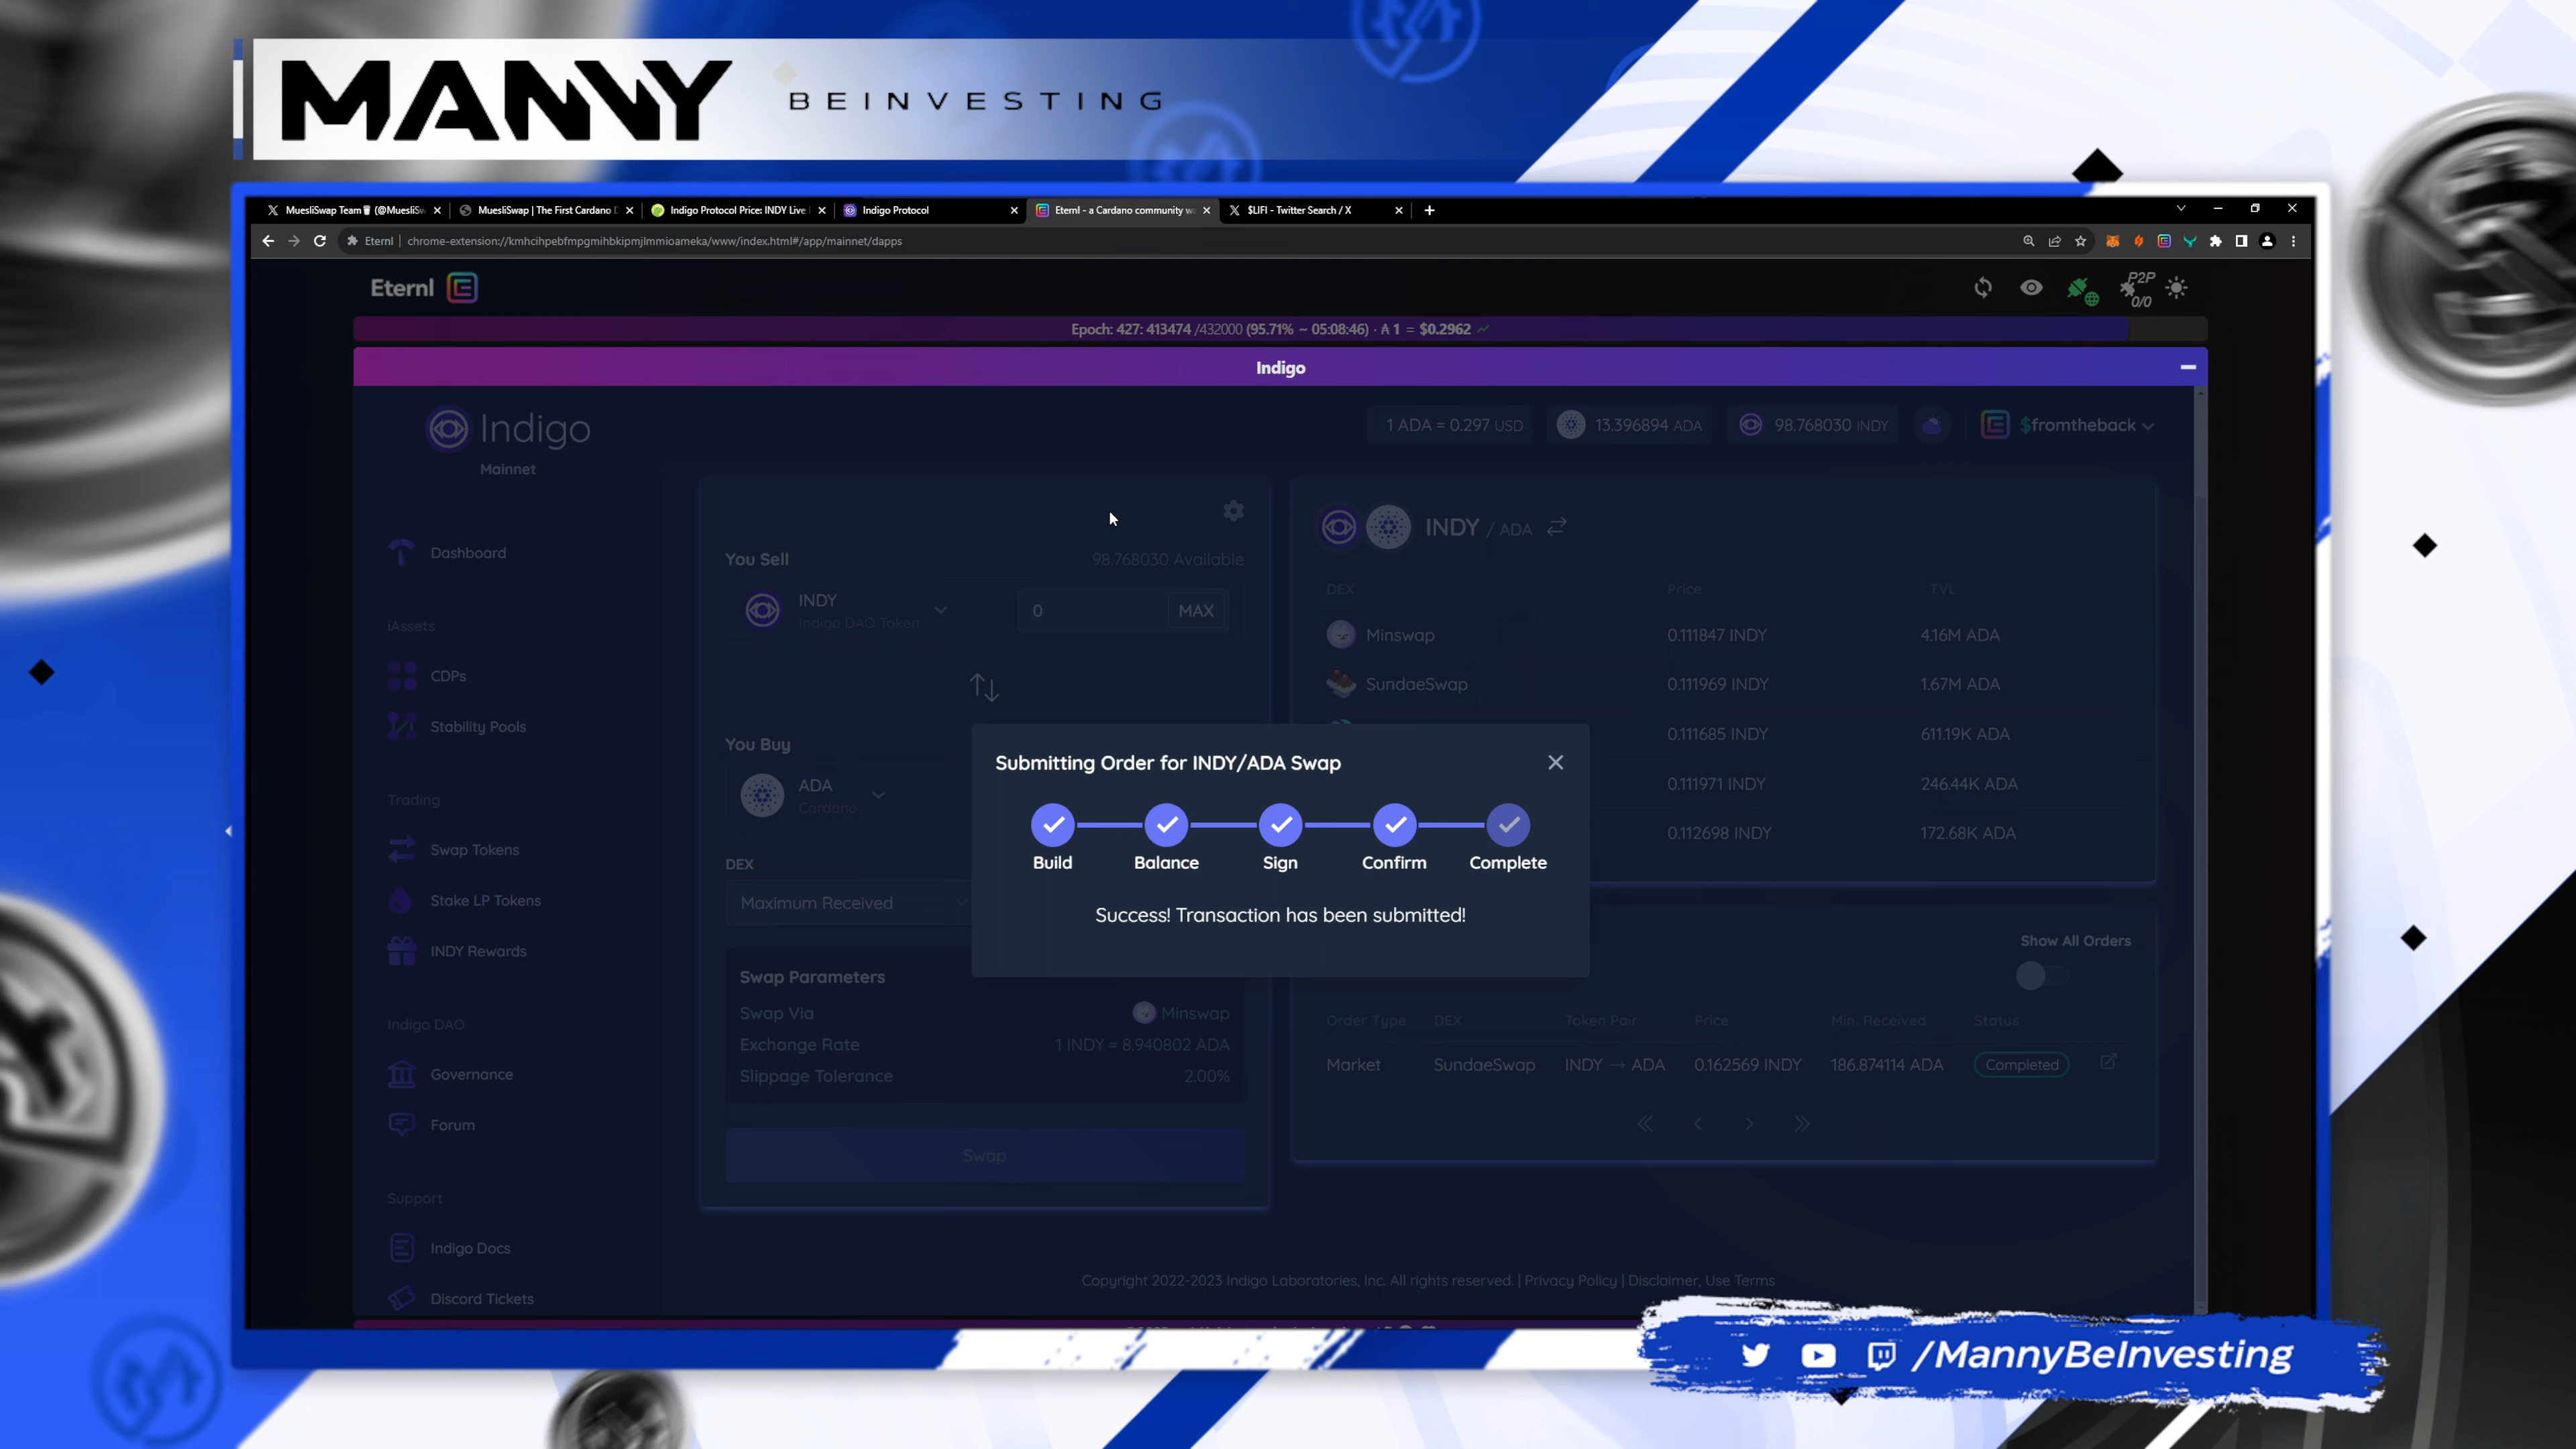 MANNY BEINVESTING
MuesliSwap Team (@MuesliSw
MuesliSwap | The First Cardano D
Indigo Protocol Price: INDY Live
Indigo Protocol
Eternl - a Cardano community wa
$LIFI - Twitter Search / X
Eternl
chrome-extension://kmhcihpebfmpgmihbkipmjlmmioameka/www/index.html#/app/mainnet/dapps
Eternl
P2P
0/0
Epoch: 427: 413474 /432000 (95.71% ~ 05:08:46) · ₳ 1 = $0.2962
Indigo
Indigo
Mainnet
1 ADA = 0.297 USD
13.396894 ADA
98.768030 INDY
$fromtheback
Dashboard
iAssets
CDPs
Stability Pools
Trading
Swap Tokens
Stake LP Tokens
INDY Rewards
Indigo DAO
Governance
Forum
Support
Indigo Docs
Discord Tickets
You Sell
98.768030 Available
INDY
Indigo DAO Token
0
MAX
You Buy
ADA
Cardano
DEX
Maximum Received
Swap Parameters
Swap Via
Minswap
Exchange Rate
1 INDY = 8.940802 ADA
Slippage Tolerance
2.00%
Swap
INDY / ADA
DEX Price TVL
Minswap 0.111847 INDY 4.16M ADA
SundaeSwap 0.111969 INDY 1.67M ADA
0.111685 INDY 611.19K ADA
0.111971 INDY 246.44K ADA
0.112698 INDY 172.68K ADA
Submitting Order for INDY/ADA Swap
Build Balance Sign Confirm Complete
Success! Transaction has been submitted!
Show All Orders
Order Type DEX Token Pair Price Min. Received Status
Market SundaeSwap INDY → ADA 0.162569 INDY 186.874114 ADA Completed
Copyright 2022-2023 Indigo Laboratories, Inc. All rights reserved. | Privacy Policy | Disclaimer, Use Terms
/MannyBeInvesting